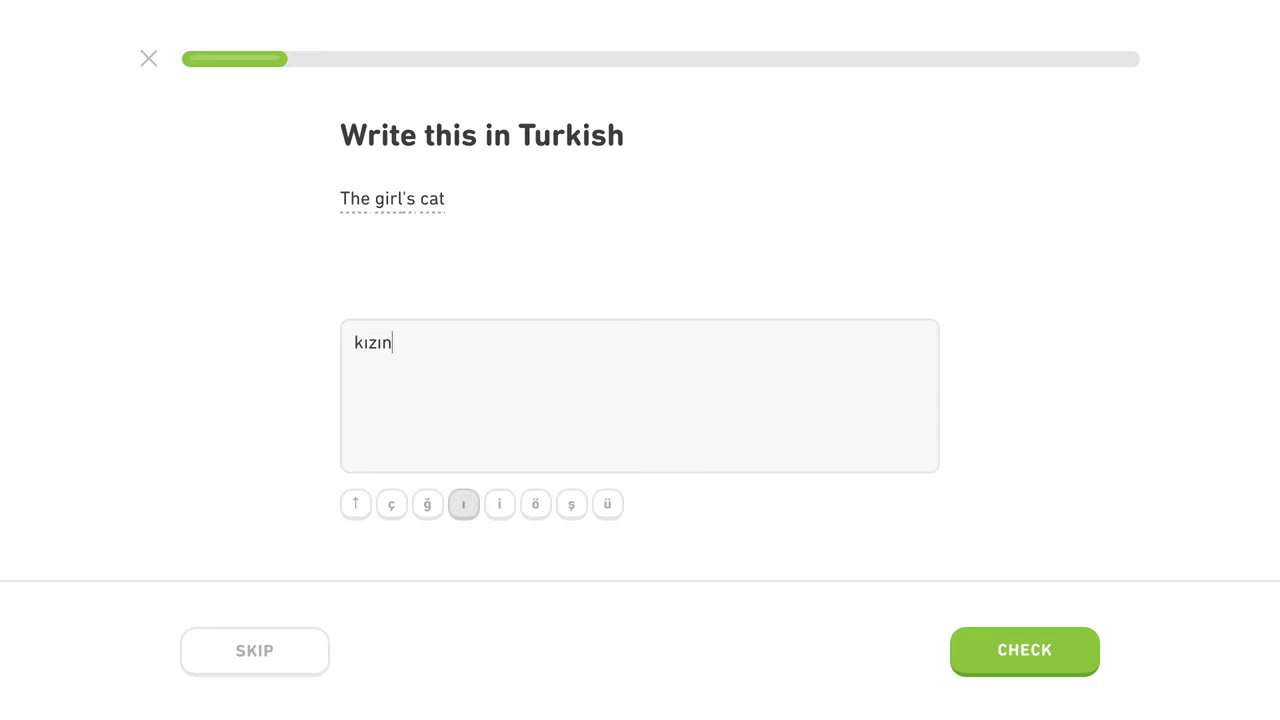 Write this in Turkish
The girl's cat
kızın
↑ ç ğ ı i ö ş ü
SKIP
CHECK